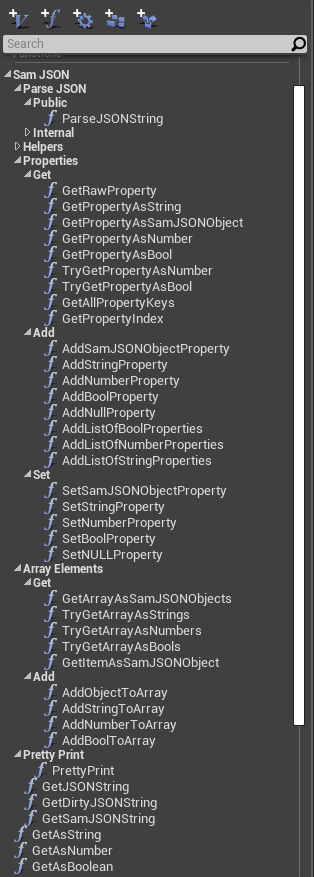 Search
Functions
Sam JSON
Parse JSON
Public
ParseJSONString
Internal
Helpers
Properties
Get
GetRawProperty
GetPropertyAsString
GetPropertyAsSamJSONObject
GetPropertyAsNumber
GetPropertyAsBool
TryGetPropertyAsNumber
TryGetPropertyAsBool
GetAllPropertyKeys
GetPropertyIndex
Add
AddSamJSONObjectProperty
AddStringProperty
AddNumberProperty
AddBoolProperty
AddNullProperty
AddListOfBoolProperties
AddListOfNumberProperties
AddListOfStringProperties
Set
SetSamJSONObjectProperty
SetStringProperty
SetNumberProperty
SetBoolProperty
SetNULLProperty
Array Elements
Get
GetArrayAsSamJSONObjects
TryGetArrayAsStrings
TryGetArrayAsNumbers
TryGetArrayAsBools
GetItemAsSamJSONObject
Add
AddObjectToArray
AddStringToArray
AddNumberToArray
AddBoolToArray
Pretty Print
PrettyPrint
GetJSONString
GetDirtyJSONString
GetSamJSONString
GetAsString
GetAsNumber
GetAsBoolean